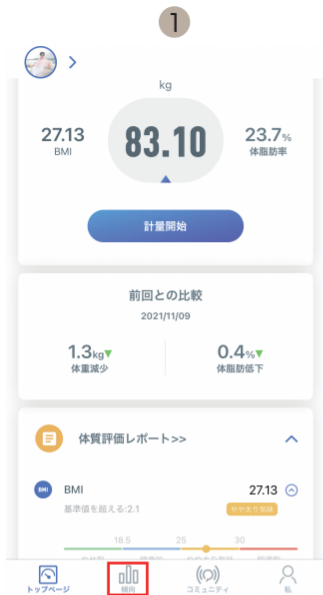 1
kg
27.13
83.10
23.7%
BMI
体脂肪率
計量開始
前回との比較
2021/11/09
1.3kg▼
0.4%▼
体重減少
体脂肪低下
体質評価レポート>>
BMI
BMI
27.13
基準値を超える:2.1
やや太り気味
18.5
25
30
トップページ
傾向
コミュニティ
私